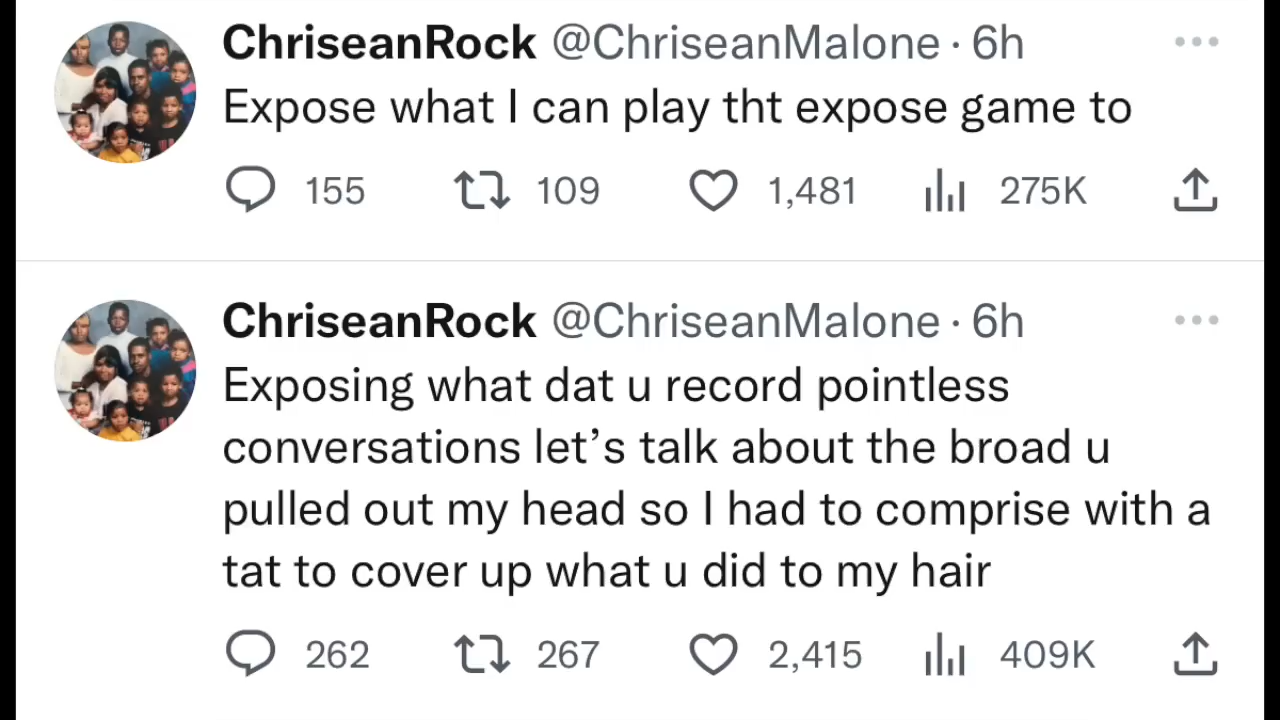 ChriseanRock @ChriseanMalone · 6h
Expose what I can play tht expose game to
155 109 1,481 275K
ChriseanRock @ChriseanMalone · 6h
Exposing what dat u record pointless
conversations let’s talk about the broad u
pulled out my head so I had to comprise with a
tat to cover up what u did to my hair
262 267 2,415 409K